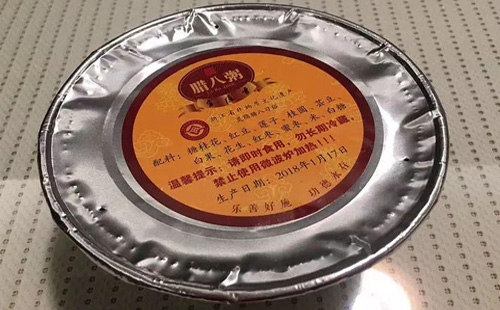 腊八粥
配料：糖桂花、红豆、莲子、桂圆、芸豆、
白果、花生、红枣、蜜枣、米、白糖
温馨提示：请即时食用，勿长期冷藏，
禁止使用微波炉加热!!!
生产日期：2018年1月17日
乐善好施 功德